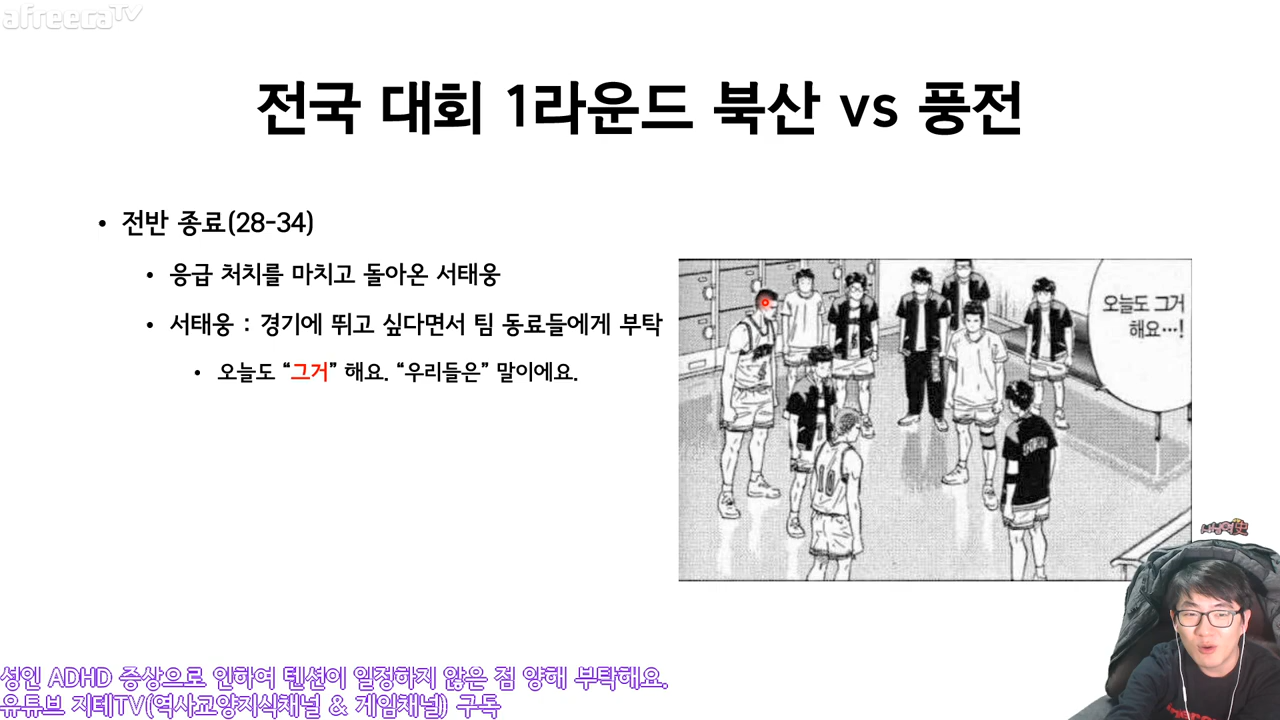 afreecaTV
전국 대회 1라운드 북산 vs 풍전
• 전반 종료(28-34)
• 응급 처치를 마치고 돌아온 서태웅
• 서태웅 : 경기에 뛰고 싶다면서 팀 동료들에게 부탁
• 오늘도 “그거” 해요. “우리들은” 말이에요.
오늘도 그거
해요…!
10
성인 ADHD 증상으로 인하여 텐션이 일정하지 않은 점 양해 부탁해요.
유튜브 지테TV(역사교양지식채널 & 게임채널) 구독